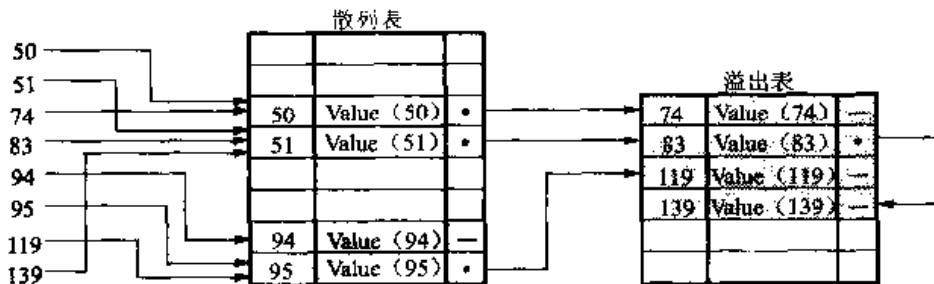 散列表
50
51
74
83
94
95
119
139
50 Value（50） •
51 Value（51） •
94 Value（94） —
95 Value（95） •
溢出表
74 Value（74） —
83 Value（83） •
119 Value（119） —
139 Value（139） —